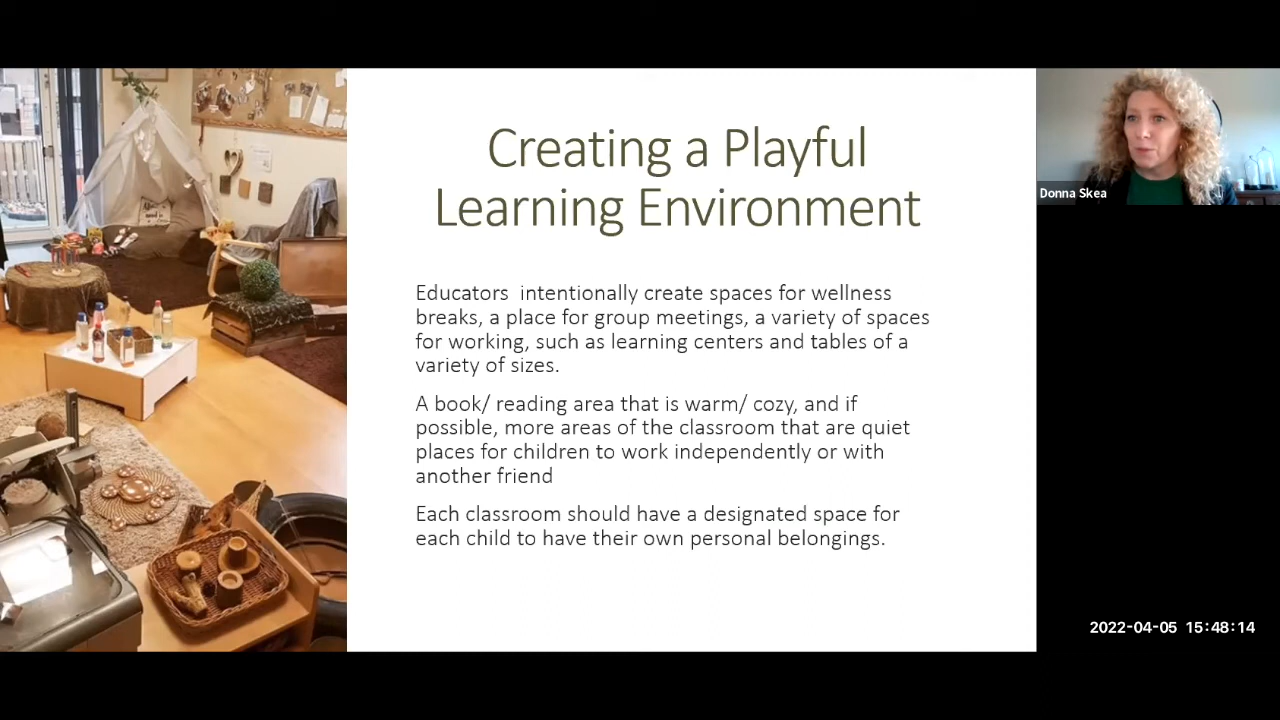 Creating a Playful
Learning Environment
Educators  intentionally create spaces for wellness
breaks, a place for group meetings, a variety of spaces
for working, such as learning centers and tables of a
variety of sizes.
A book/ reading area that is warm/ cozy, and if
possible, more areas of the classroom that are quiet
places for children to work independently or with
another friend
Each classroom should have a designated space for
each child to have their own personal belongings.
Donna Skea
2022-04-05 15:48:14